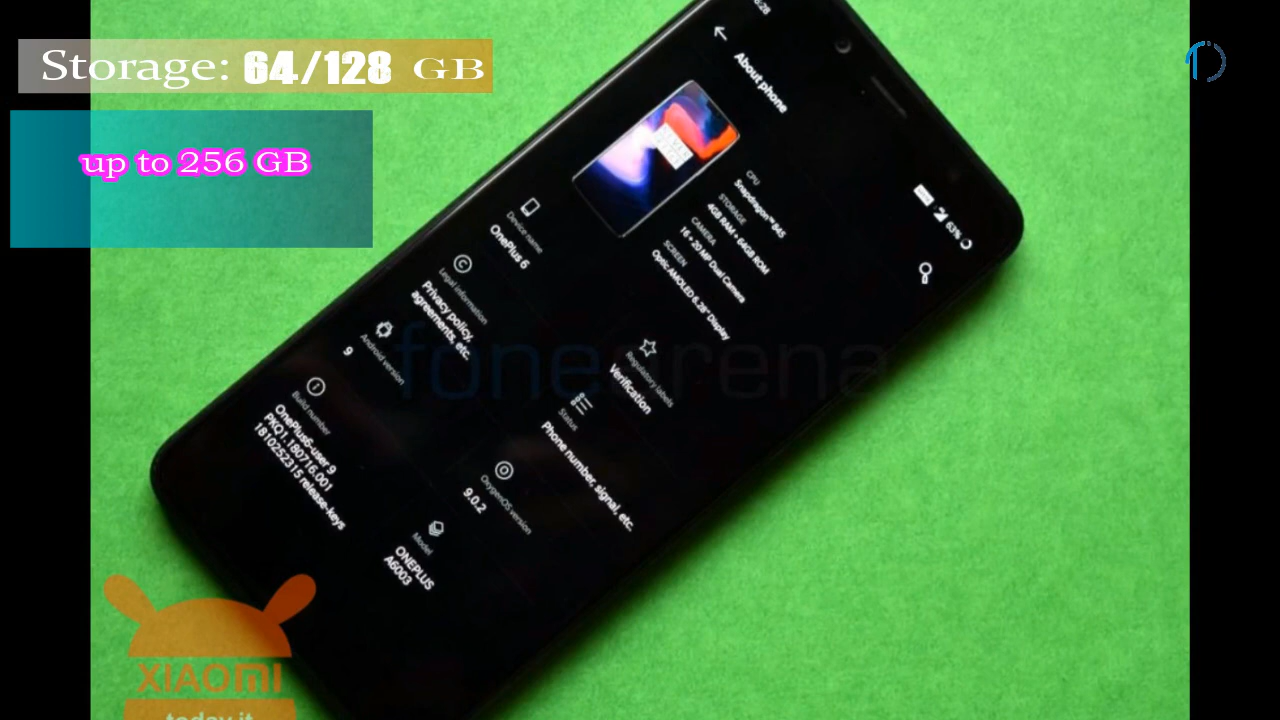 Storage: 64/128 GB
up to 256 GB
About phone
63%
CPU
Snapdragon™ 845
STORAGE
4GB RAM + 64GB ROM
CAMERA
16 + 20 MP Dual Camera
SCREEN
Optic AMOLED 6.28" Display
Device name
OnePlus 6
Legal information
Privacy policy,
agreements, etc.
Regulatory labels
Verification
Android version
9
Status
Phone number, signal, etc.
Build number
OnePlus6-user 9
PKQ1.180716.001
1810252315 release-keys
OxygenOS version
9.0.2
Model
ONEPLUS
A6003
fonearena
XIAOMI
today.it